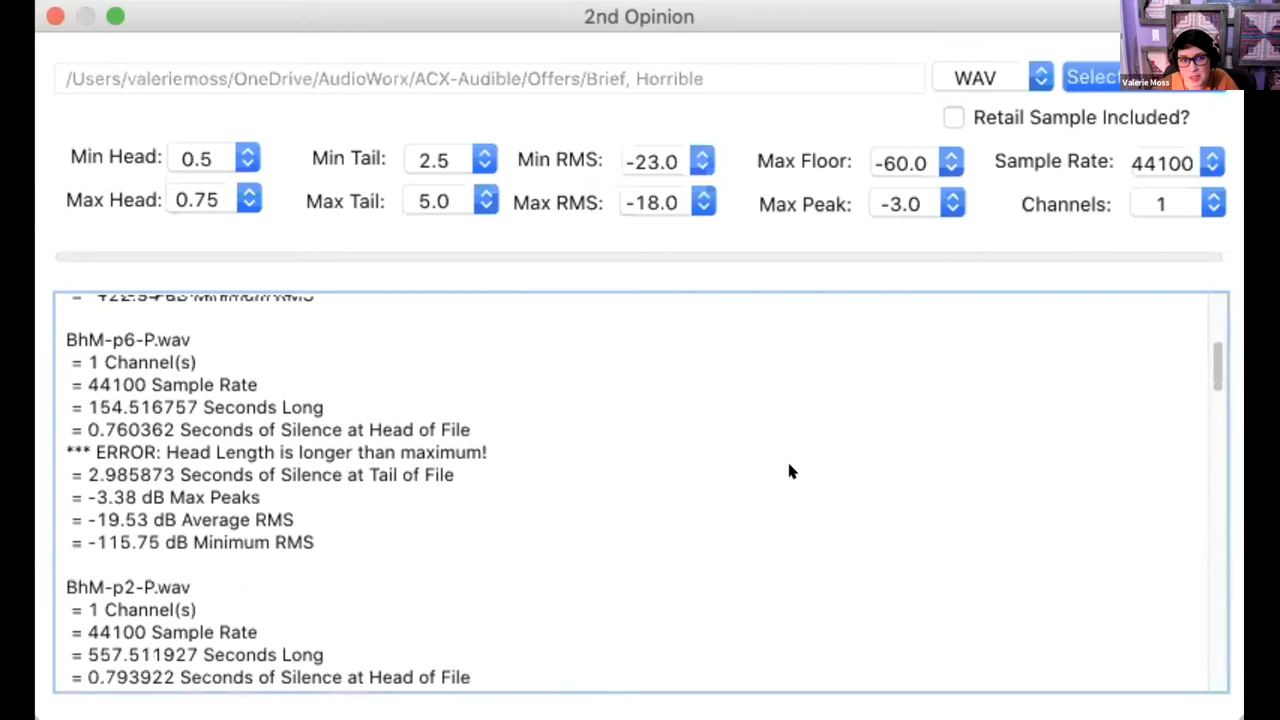 2nd Opinion
/Users/valeriemoss/OneDrive/AudioWorx/ACX-Audible/Offers/Brief, Horrible
WAV
Select
Valerie Moss
Retail Sample Included?
Min Head: 0.5 Min Tail: 2.5 Min RMS: -23.0 Max Floor: -60.0 Sample Rate: 44100
Max Head: 0.75 Max Tail: 5.0 Max RMS: -18.0 Max Peak: -3.0 Channels: 1
BhM-p6-P.wav
= 1 Channel(s)
= 44100 Sample Rate
= 154.516757 Seconds Long
= 0.760362 Seconds of Silence at Head of File
*** ERROR: Head Length is longer than maximum!
= 2.985873 Seconds of Silence at Tail of File
= -3.38 dB Max Peaks
= -19.53 dB Average RMS
= -115.75 dB Minimum RMS
BhM-p2-P.wav
= 1 Channel(s)
= 44100 Sample Rate
= 557.511927 Seconds Long
= 0.793922 Seconds of Silence at Head of File